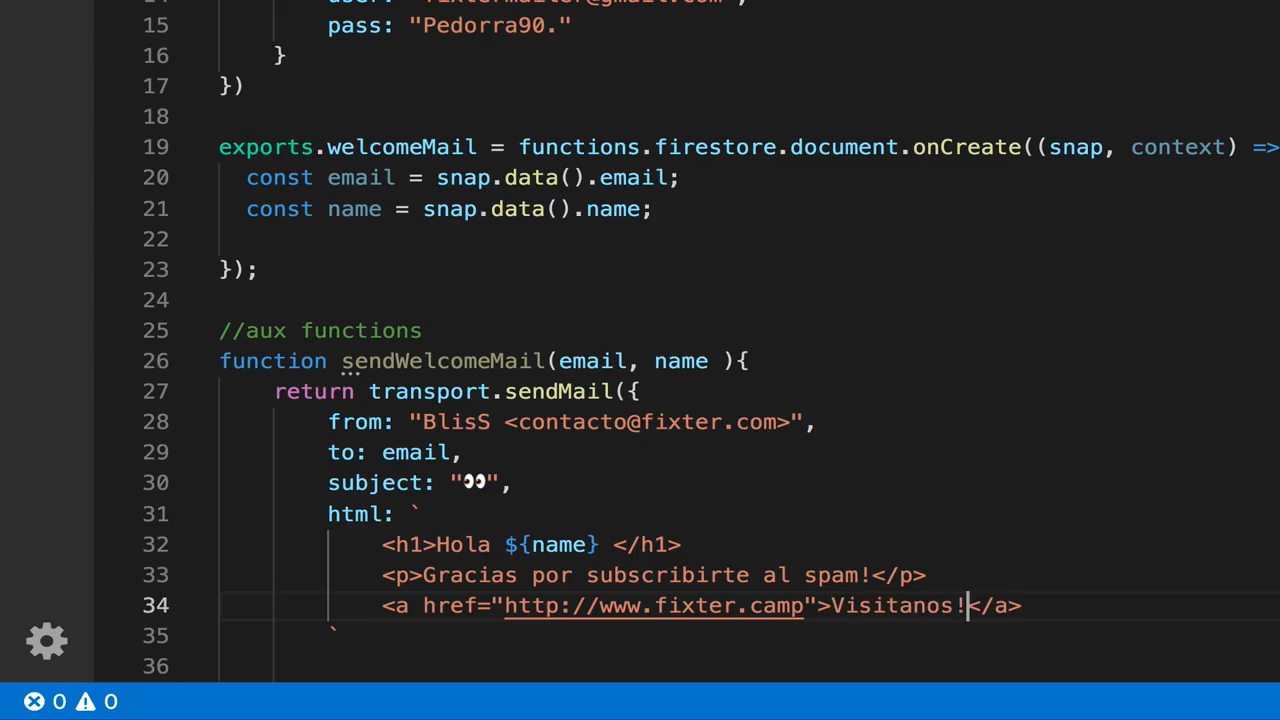 15 pass: "Pedorra90."
16 }
17 })
18
19 exports.welcomeMail = functions.firestore.document.onCreate((snap, context) =>
20 const email = snap.data().email;
21 const name = snap.data().name;
22
23 });
24
25 //aux functions
26 function sendWelcomeMail(email, name ){
27 return transport.sendMail({
28 from: "BlisS <contacto@fixter.com>",
29 to: email,
30 subject: "👀",
31 html: `
32 <h1>Hola ${name} </h1>
33 <p>Gracias por subscribirte al spam!</p>
34 <a href="http://www.fixter.camp">Visitanos!</a>
35 `
36
0 0